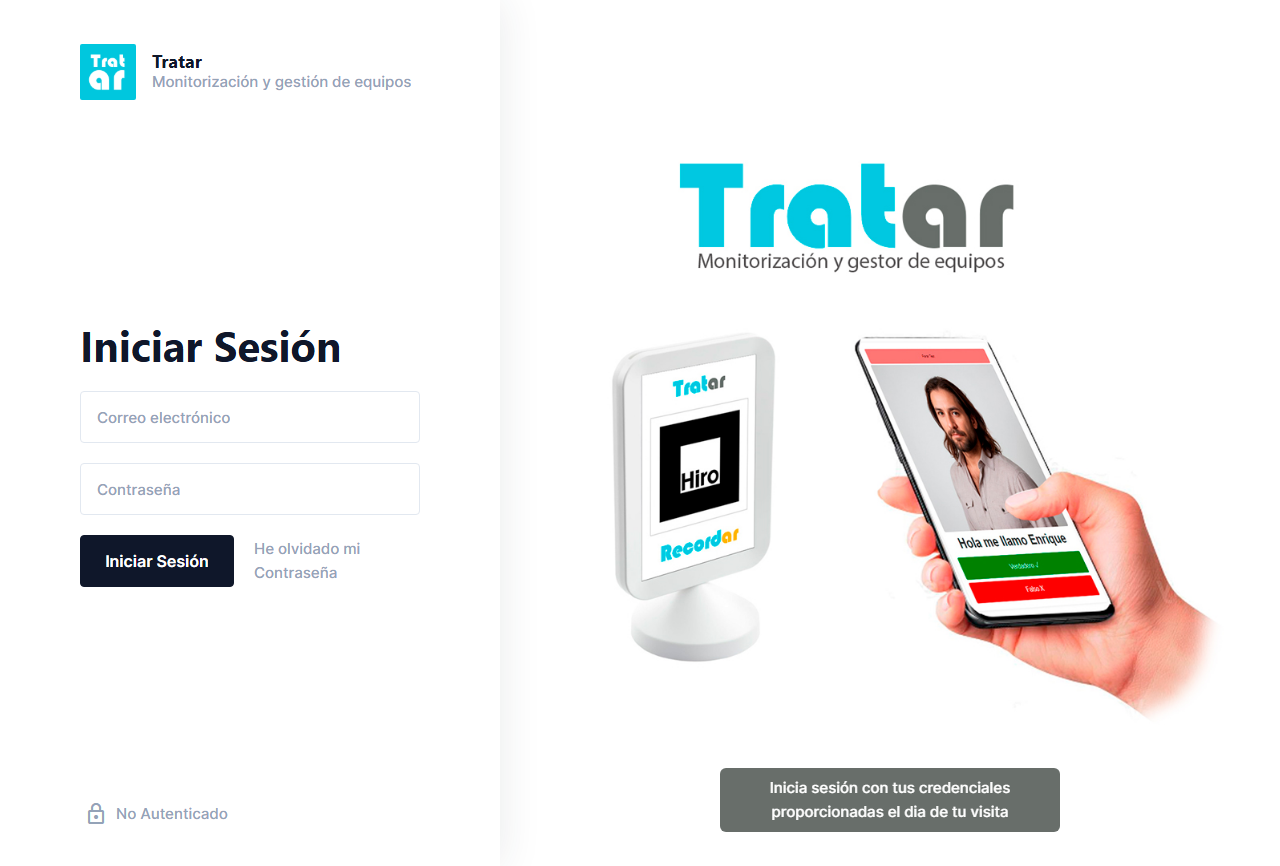 Trat
ar
Tratar
Monitorización y gestión de equipos
Iniciar Sesión
Correo electrónico
Contraseña
Iniciar Sesión
He olvidado mi
Contraseña
No Autenticado
Tratar
Monitorización y gestor de equipos
Tratar
Hiro
Recordar
Hola me llamo Enrique
Verdadero √
Falso X
Inicia sesión con tus credenciales
proporcionadas el dia de tu visita